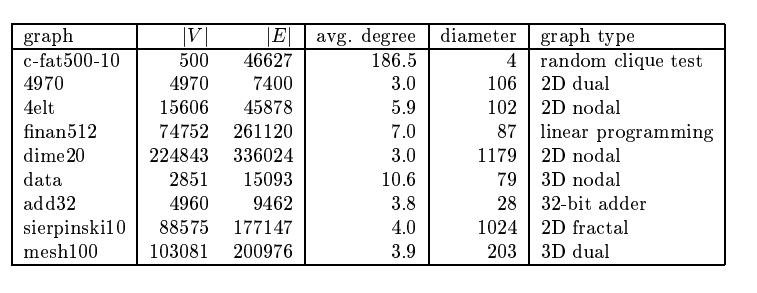 graph |V| |E| avg. degree diameter graph type
c-fat500-10 500 46627 186.5 4 random clique test
4970 4970 7400 3.0 106 2D dual
4elt 15606 45878 5.9 102 2D nodal
finan512 74752 261120 7.0 87 linear programming
dime20 224843 336024 3.0 1179 2D nodal
data 2851 15093 10.6 79 3D nodal
add32 4960 9462 3.8 28 32-bit adder
sierpinski10 88575 177147 4.0 1024 2D fractal
mesh100 103081 200976 3.9 203 3D dual